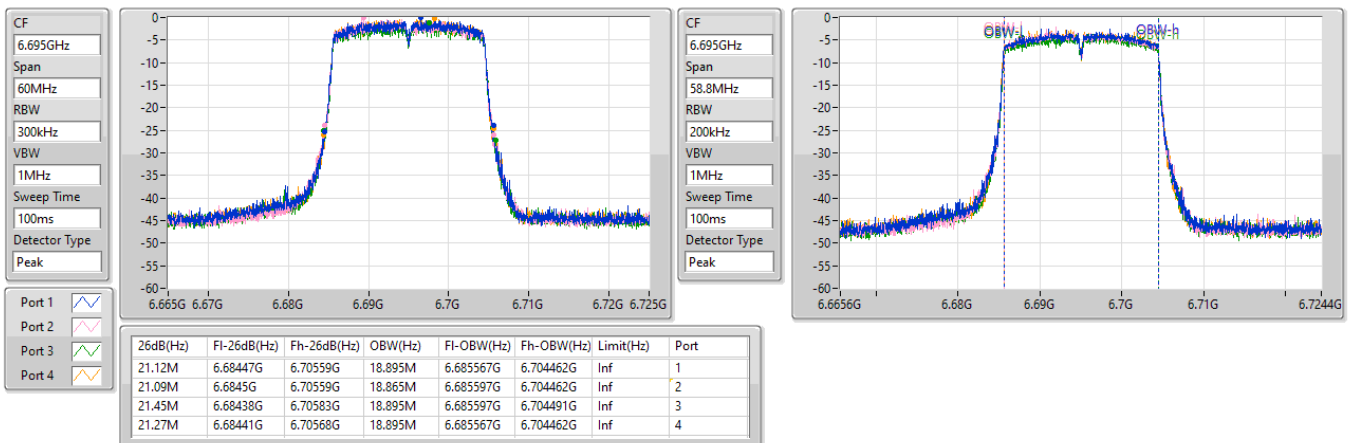 CF
6.695GHz
Span
60MHz
RBW
300kHz
VBW
1MHz
Sweep Time
100ms
Detector Type
Peak
0-
-5-
-10-
-15-
-20-
-25-
-30-
-35-
-40-
-45-
-50-
-55-
-60-
6.665G 6.67G 6.68G 6.69G 6.7G 6.71G 6.72G 6.725G
CF
6.695GHz
Span
58.8MHz
RBW
200kHz
VBW
1MHz
Sweep Time
100ms
Detector Type
Peak
0-
-5-
-10-
-15-
-20-
-25-
-30-
-35-
-40-
-45-
-50-
-55-
-60-
OBW-l OBW-h
6.66556G 6.68G 6.69G 6.7G 6.71G 6.7244G
Port 1
Port 2
Port 3
Port 4
26dB(Hz) Fl-26dB(Hz) Fh-26dB(Hz) OBW(Hz) Fl-OBW(Hz) Fh-OBW(Hz) Limit(Hz) Port
21.12M 6.68447G 6.70559G 18.895M 6.685567G 6.704462G Inf 1
21.09M 6.6845G 6.70559G 18.865M 6.685597G 6.704462G Inf 2
21.45M 6.68438G 6.70583G 18.895M 6.685597G 6.704491G Inf 3
21.27M 6.68441G 6.70568G 18.895M 6.685567G 6.704462G Inf 4